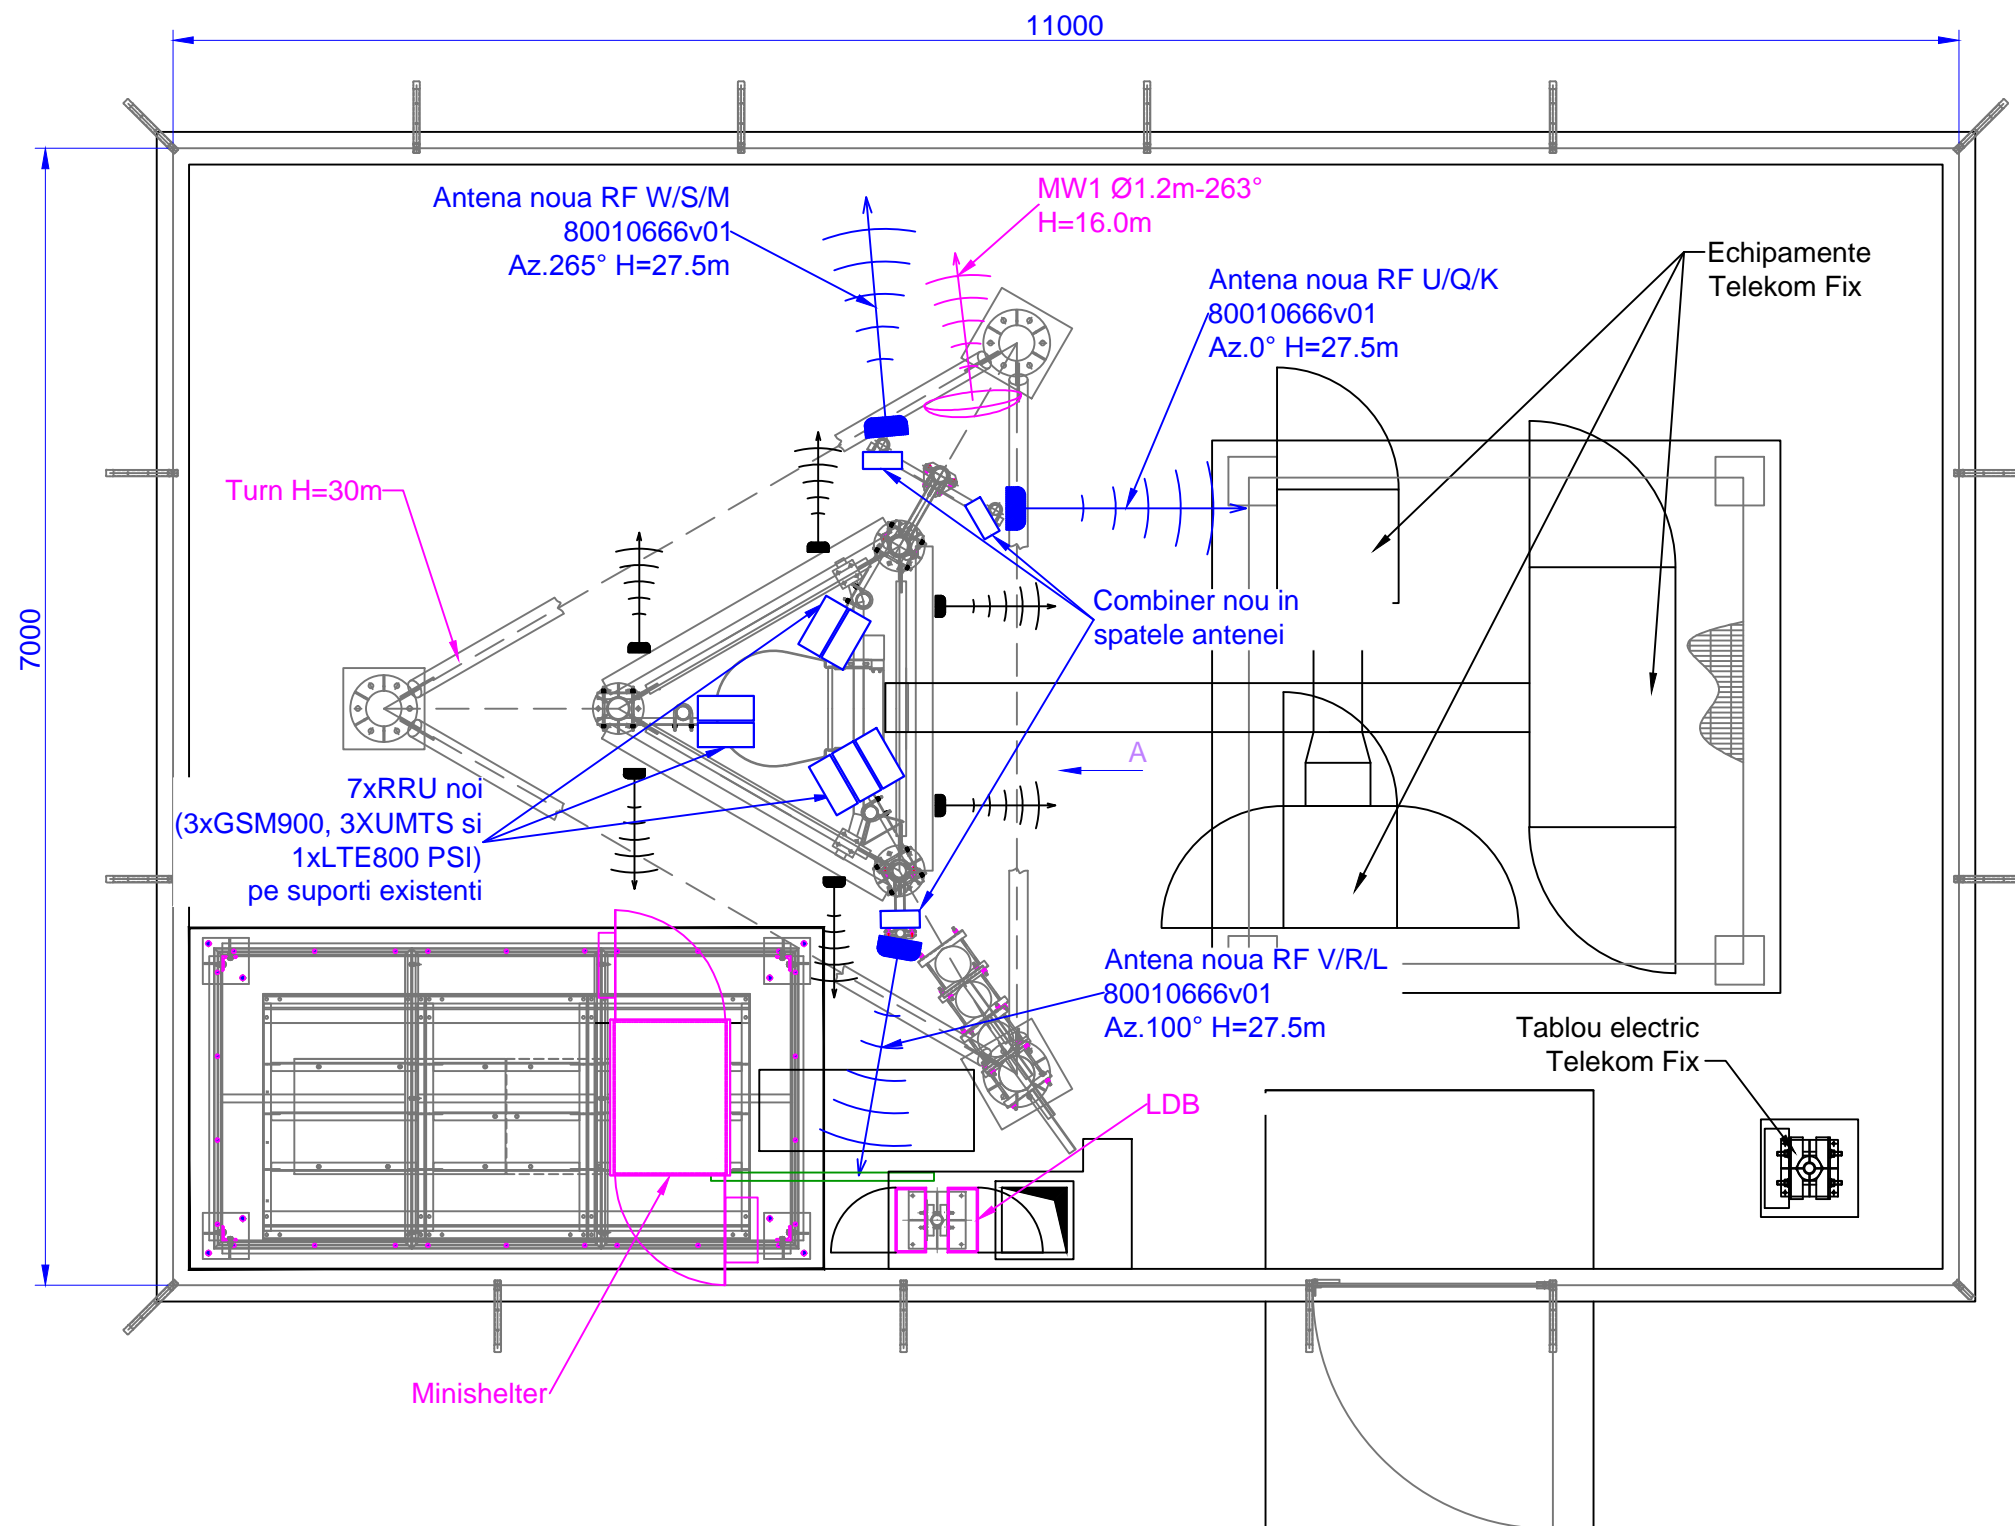 11000
Antena noua RF W/S/M
80010666v01
Az.265° H=27.5m
MW1 Ø1.2m-263°
H=16.0m
Antena noua RF U/Q/K
80010666v01
Az.0° H=27.5m
Echipamente
Telekom Fix
Turn H=30m
7000
Combiner nou in
spatele antenei
A
7xRRU noi
(3xGSM900, 3XUMTS si
1xLTE800 PSI)
pe suporti existenti
Antena noua RF V/R/L
80010666v01
Az.100° H=27.5m
Tablou electric
Telekom Fix
LDB
Minishelter